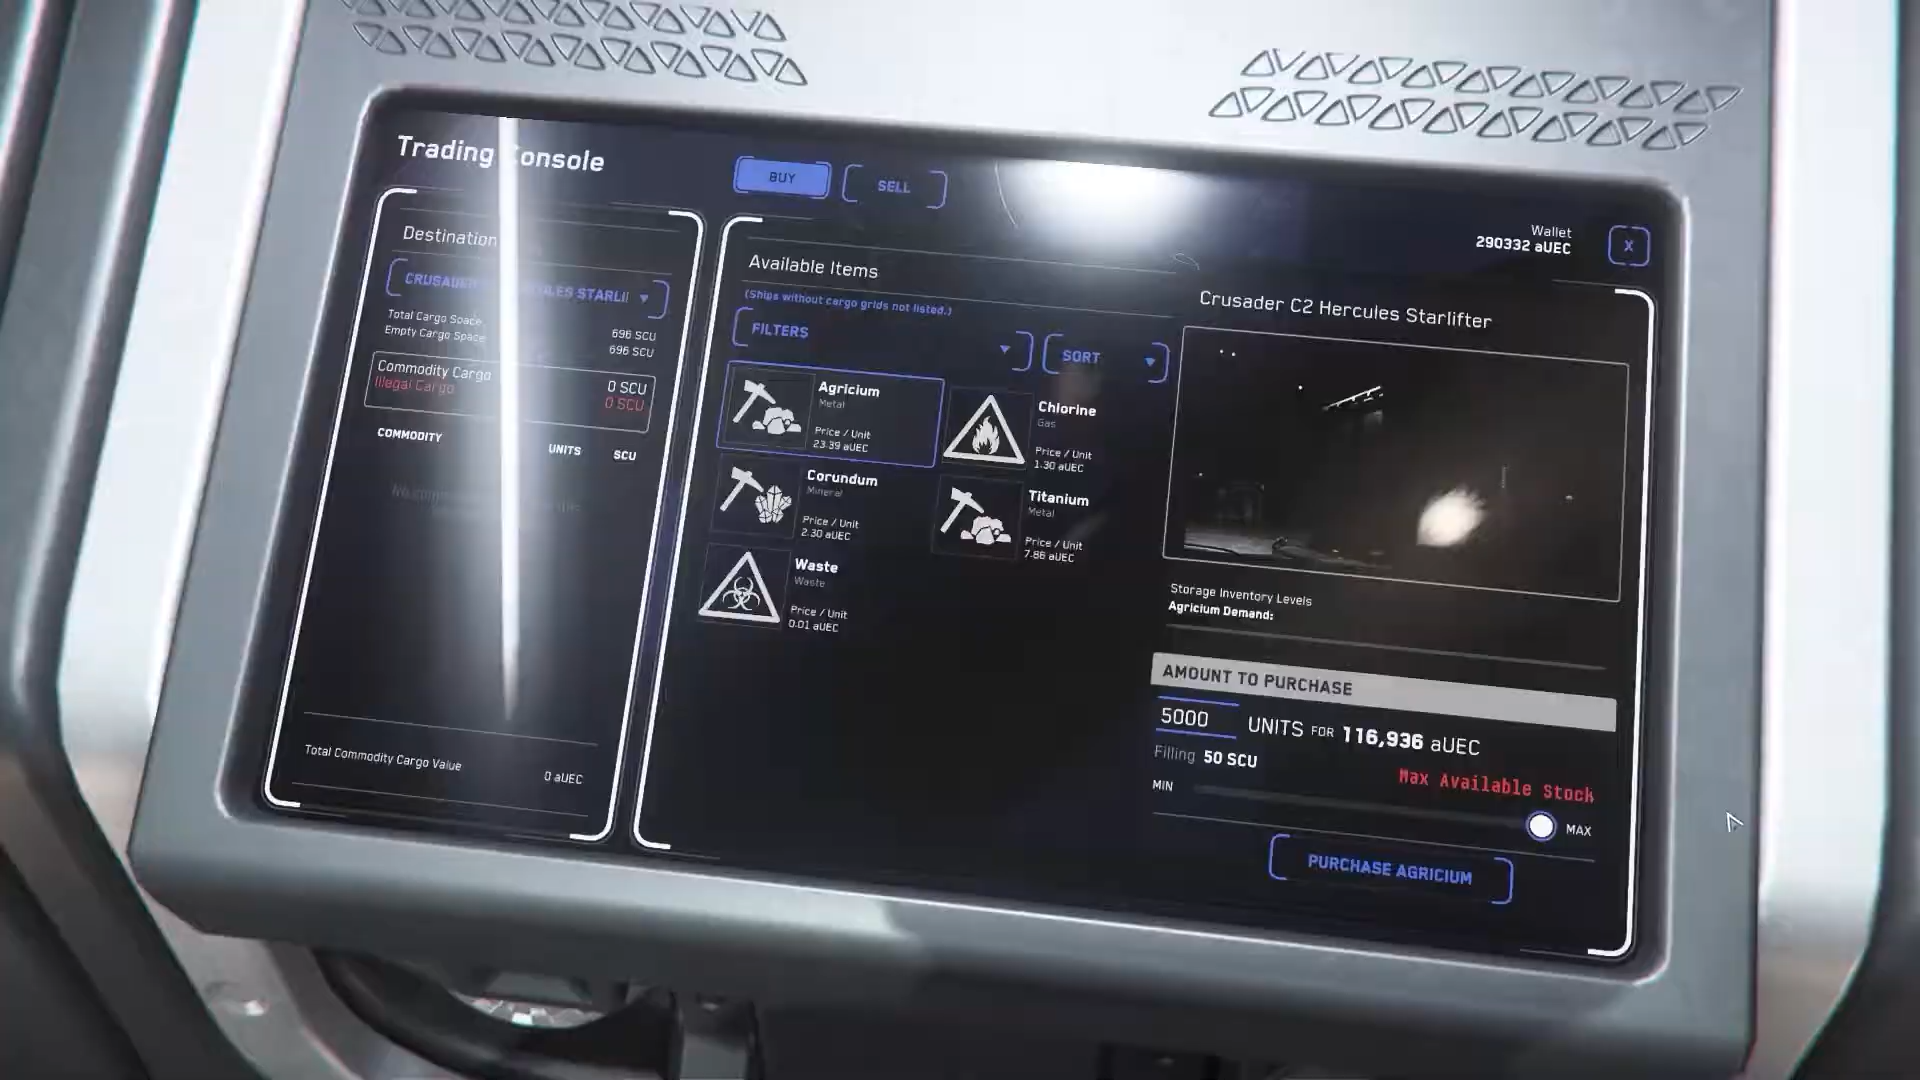 Trading Console
BUY
SELL
Wallet
290332 aUEC
X
Destination
CRUSADER
STARLI
Total Cargo Space
696 SCU
Empty Cargo Space
696 SCU
Commodity Cargo
0 SCU
Illegal Cargo
0 SCU
COMMODITY
UNITS
SCU
Total Commodity Cargo Value
0 aUEC
Available Items
(Ships without cargo grids not listed.)
FILTERS
SORT
Agricium
Metal
Price / Unit
23.39 aUEC
Chlorine
Gas
Price / Unit
1.30 aUEC
Corundum
Mineral
Price / Unit
2.30 aUEC
Titanium
Metal
Price / Unit
7.86 aUEC
Waste
Waste
Price / Unit
0.01 aUEC
Crusader C2 Hercules Starlifter
Storage Inventory Levels
Agricium Demand:
AMOUNT TO PURCHASE
5000 UNITS FOR 116,936 aUEC
Filling 50 SCU
Max Available Stock
MIN
MAX
PURCHASE AGRICIUM